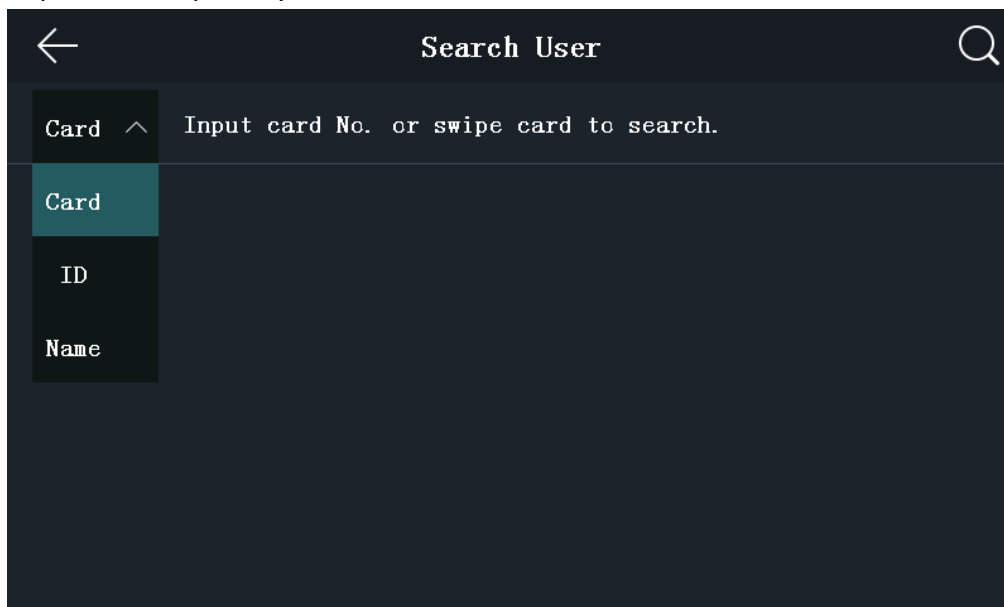 Search User
Card Input card No. or swipe card to search.
Card
ID
Name